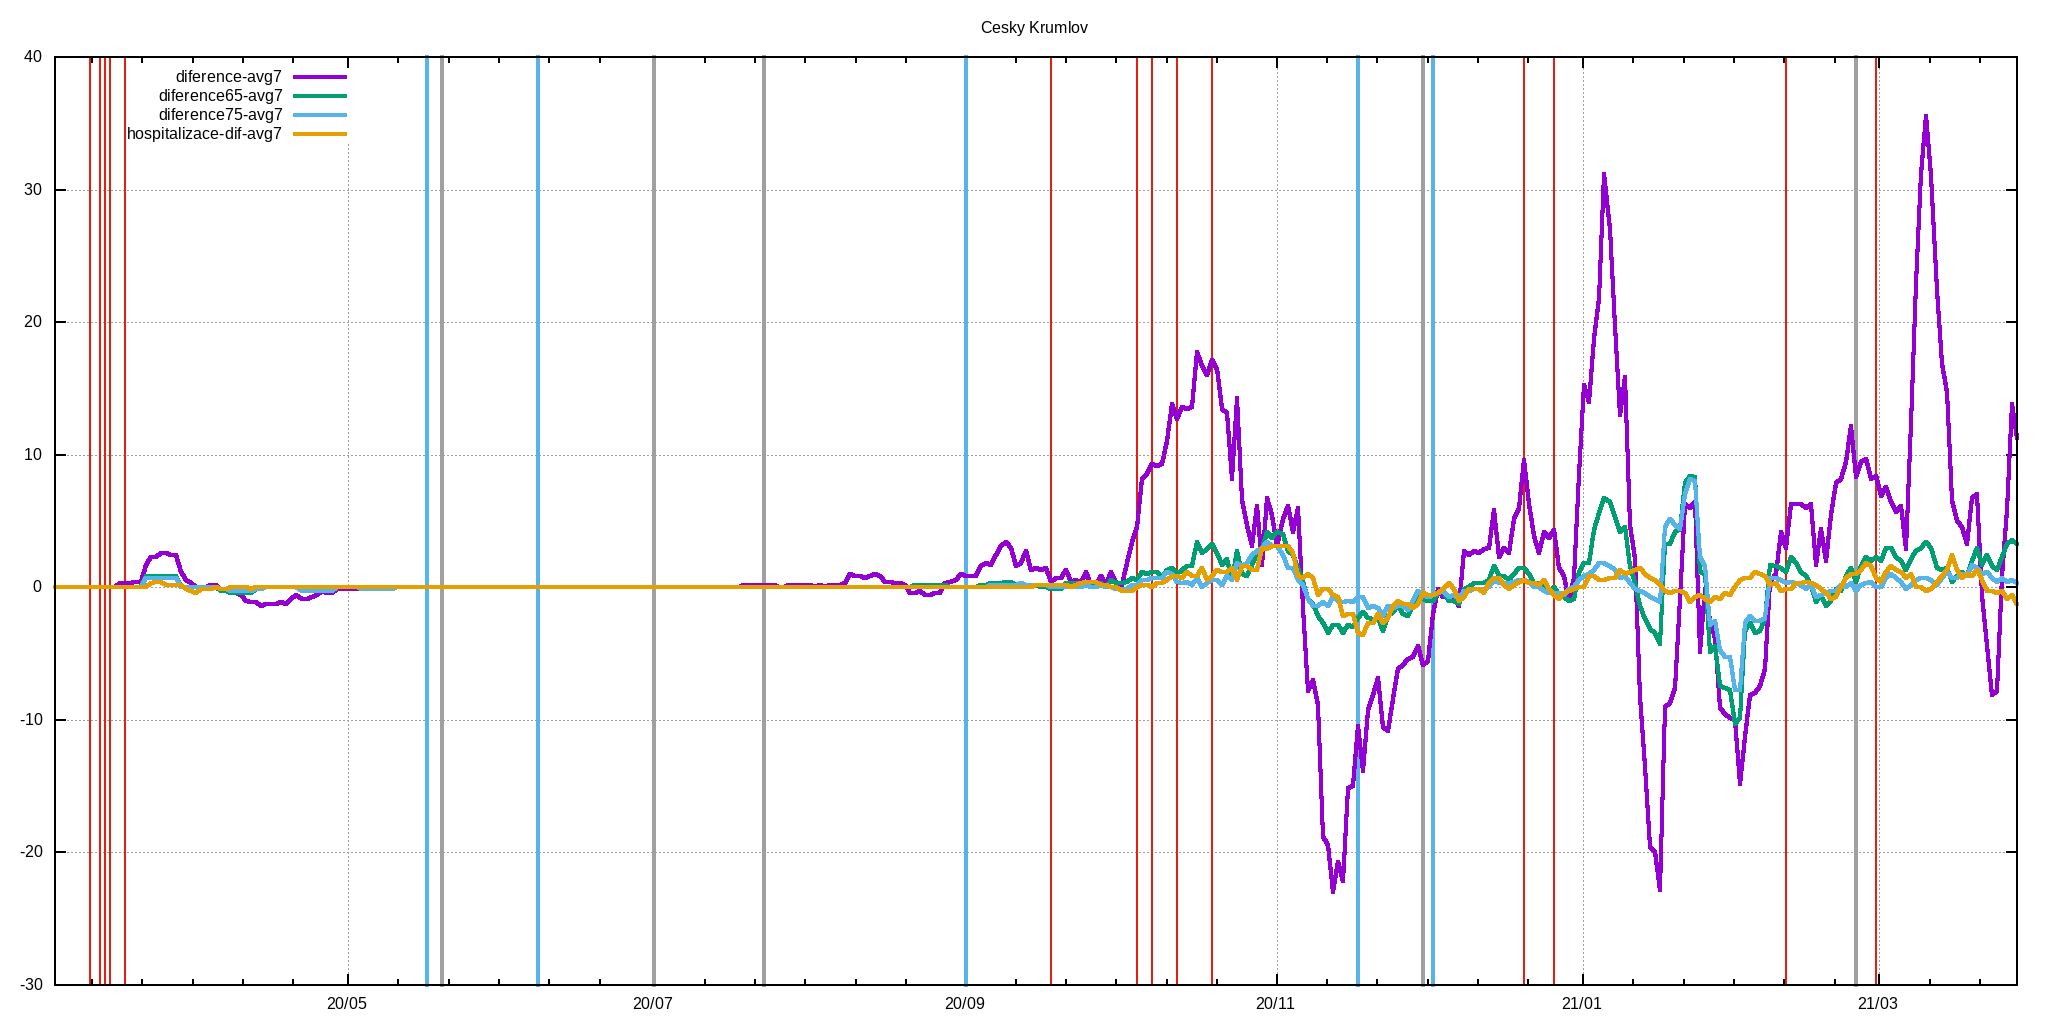 Cesky Krumlov
40
diference-avg7
diference65-avg7
diference75-avg7
hospitalizace-dif-avg7
30
20
10
0
-10
-20
-30
20/05 20/07 20/09 20/11 21/01 21/03